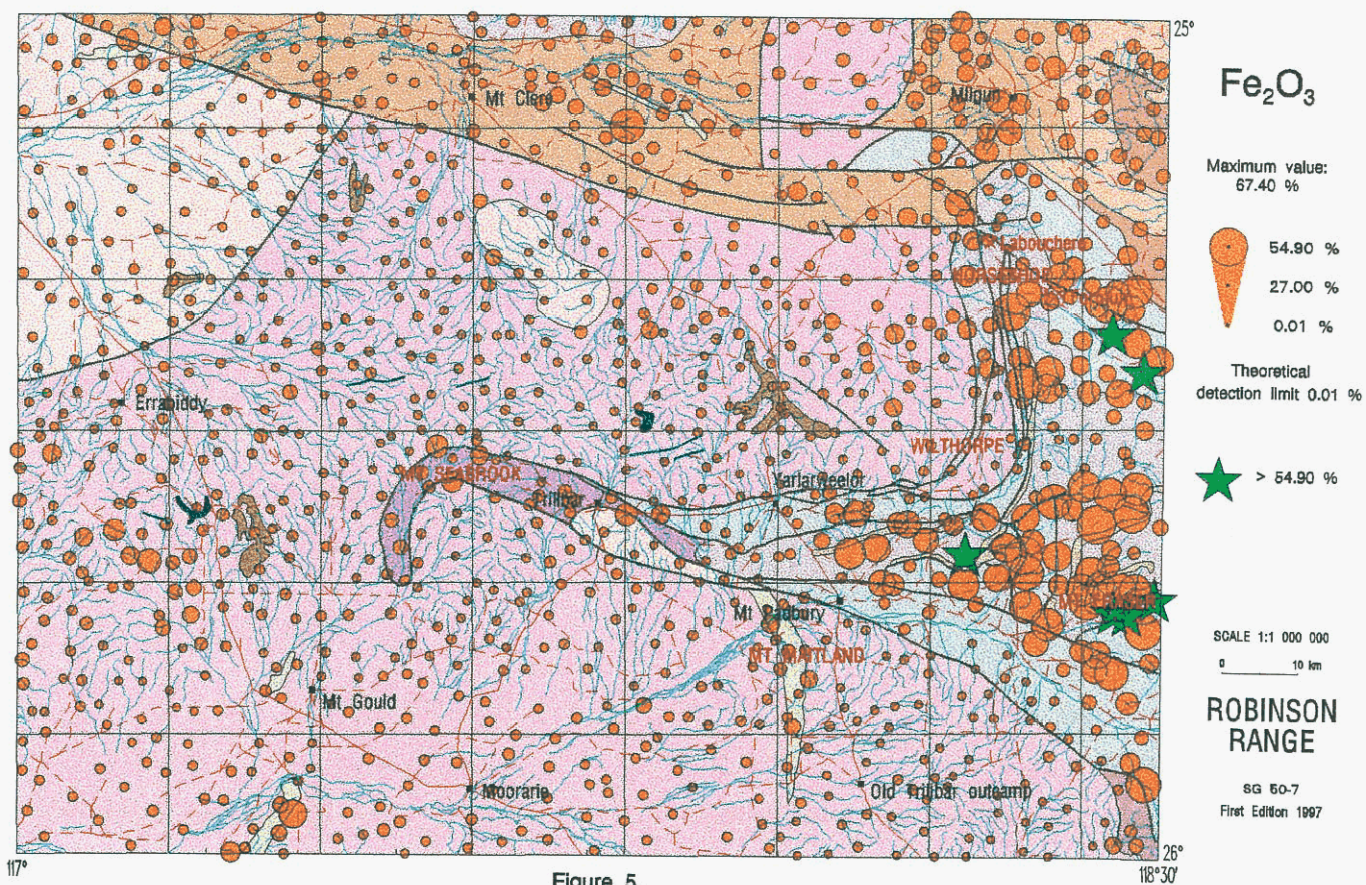 25°
Fe₂O₃
Maximum value:
67.40 %
54.90 %
27.00 %
0.01 %
Theoretical
detection limit 0.01 %
> 54.90 %
SCALE 1:1 000 000
0 10 km
ROBINSON
RANGE
SG 50-7
First Edition 1997
Mt Clere
Milgun
Labouchere
HORSESHOE
Errabiddy
WILTHORPE
MT SEABROOK
Trillbar
Yarlarweelor
Mt Padbury
MT MAITLAND
Mt Gould
Moorarie
Old Trillbar outcamp
117°
26°
118°30'
Figure 5